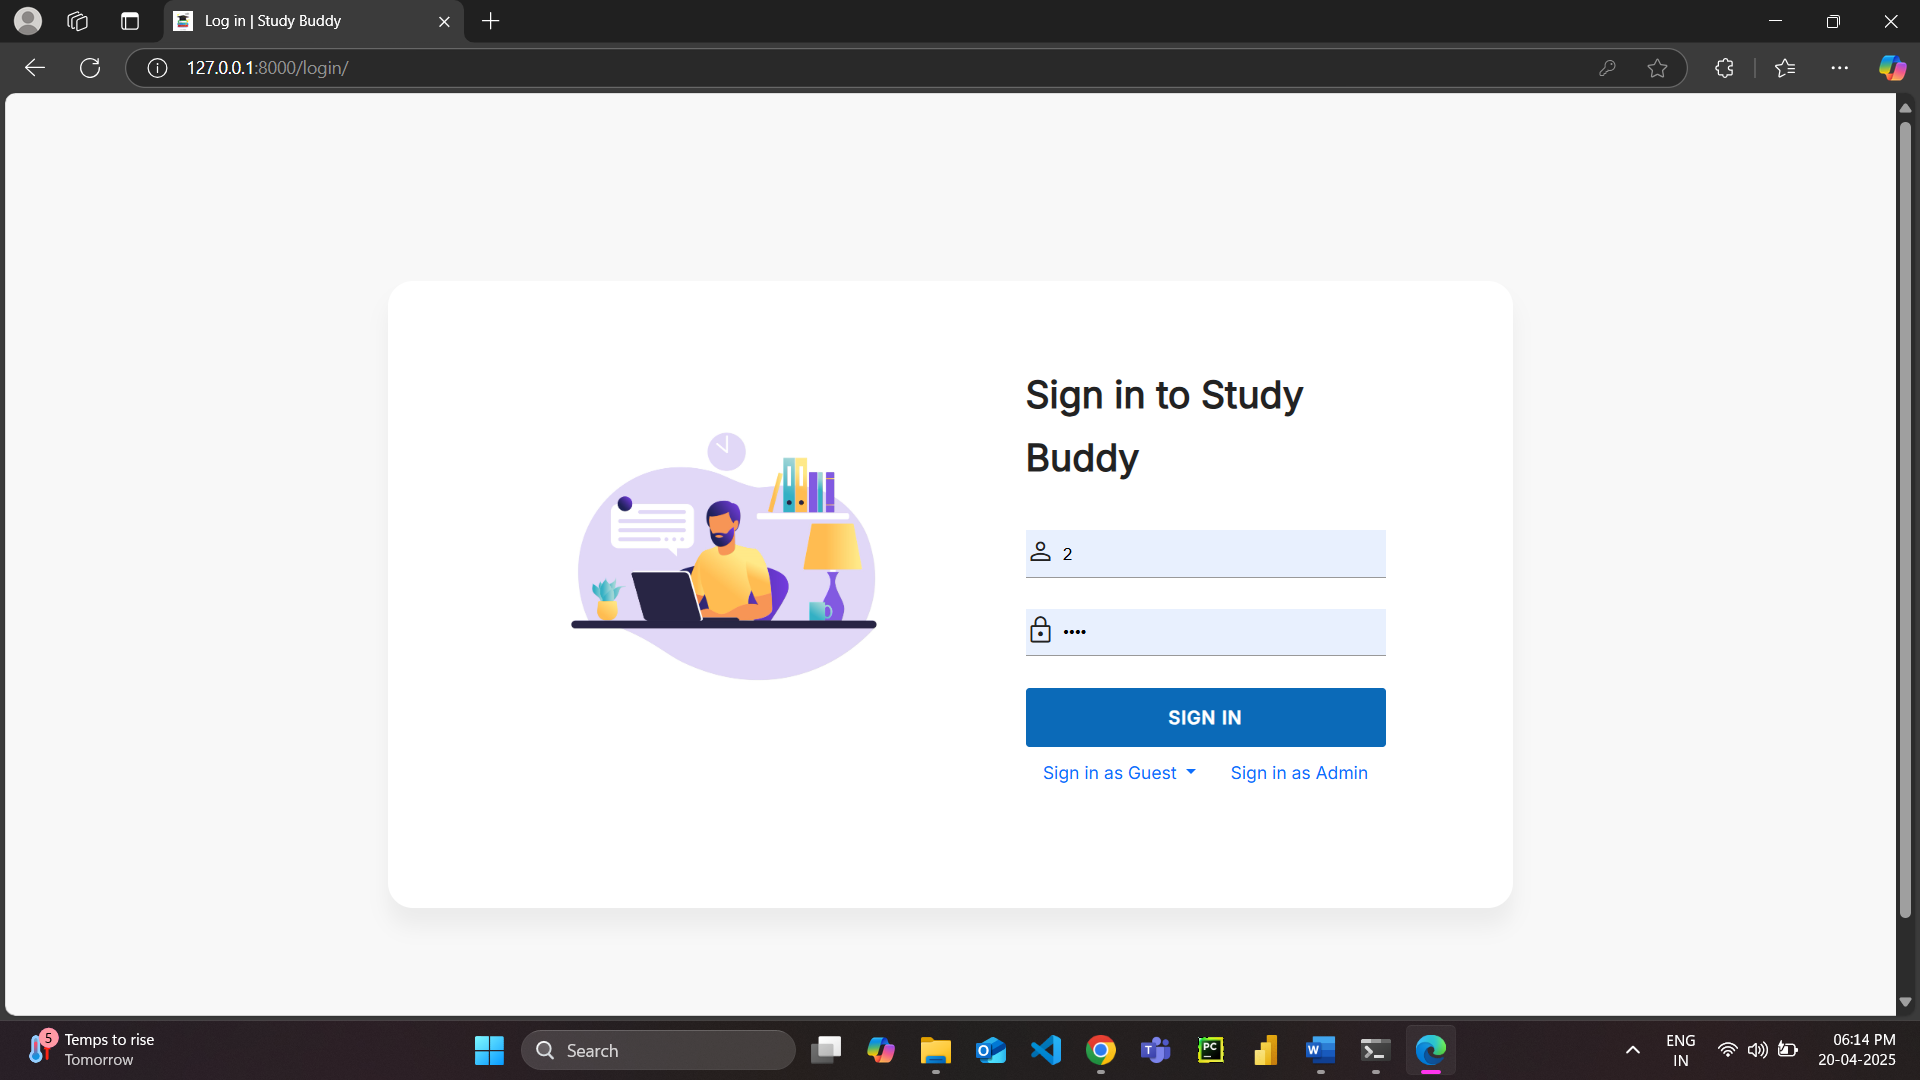 Log in | Study Buddy
127.0.0.1:8000/login/
Sign in to Study
Buddy
2
••••
SIGN IN
Sign in as Guest
Sign in as Admin
5
Temps to rise
Tomorrow
Search
ENG
IN
06:14 PM
20-04-2025